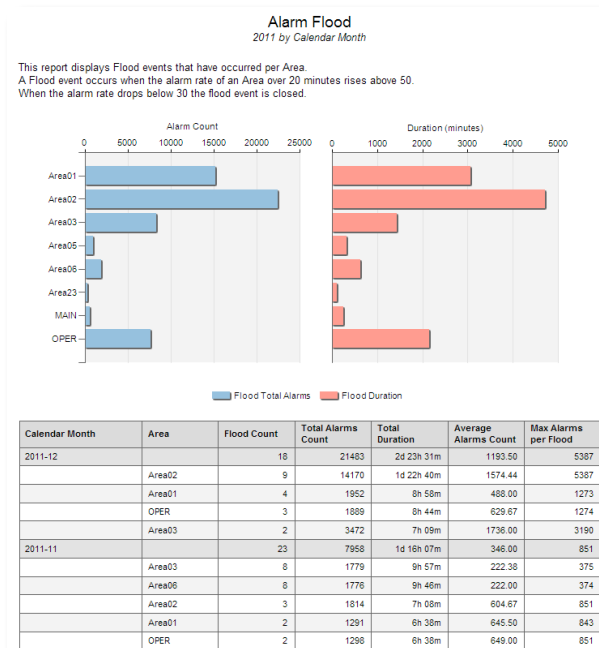 Alarm Flood
2011 by Calendar Month
This report displays Flood events that have occurred per Area.
A Flood event occurs when the alarm rate of an Area over 20 minutes rises above 50.
When the alarm rate drops below 30 the flood event is closed.
Alarm Count
0 5000 10000 15000 20000 25000
Duration (minutes)
0 1000 2000 3000 4000 5000
Area01
Area02
Area03
Area05
Area06
Area23
MAIN
OPER
Flood Total Alarms Flood Duration
Calendar Month Area Flood Count Total Alarms Count Total Duration Average Alarms Count Max Alarms per Flood
2011-12 18 21483 2d 23h 31m 1193.50 5387
Area02 9 14170 1d 22h 40m 1574.44 5387
Area01 4 1952 8h 58m 488.00 1273
OPER 3 1889 8h 44m 629.67 1274
Area03 2 3472 7h 09m 1736.00 3190
2011-11 23 7958 1d 16h 07m 346.00 851
Area03 8 1779 9h 57m 222.38 375
Area06 8 1776 9h 46m 222.00 374
Area02 3 1814 7h 08m 604.67 851
Area01 2 1291 6h 38m 645.50 843
OPER 2 1298 6h 38m 649.00 851